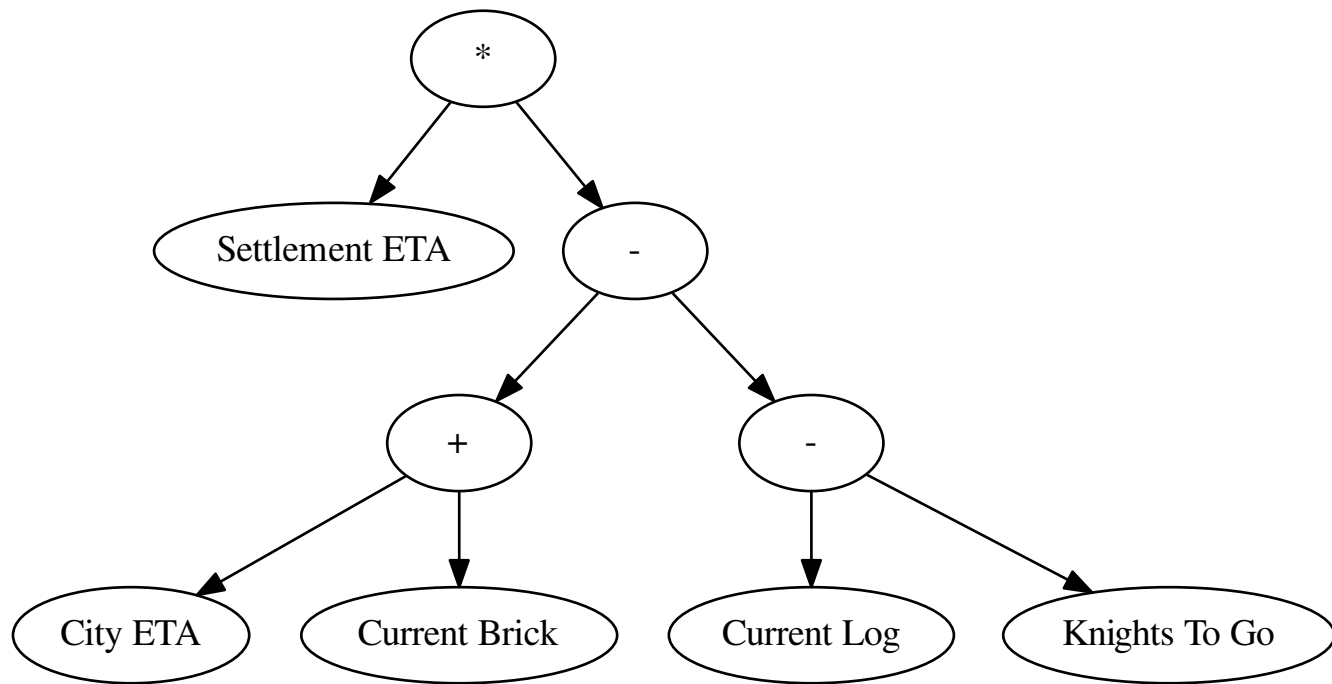 *
Settlement ETA
-
+
-
City ETA
Current Brick
Current Log
Knights To Go